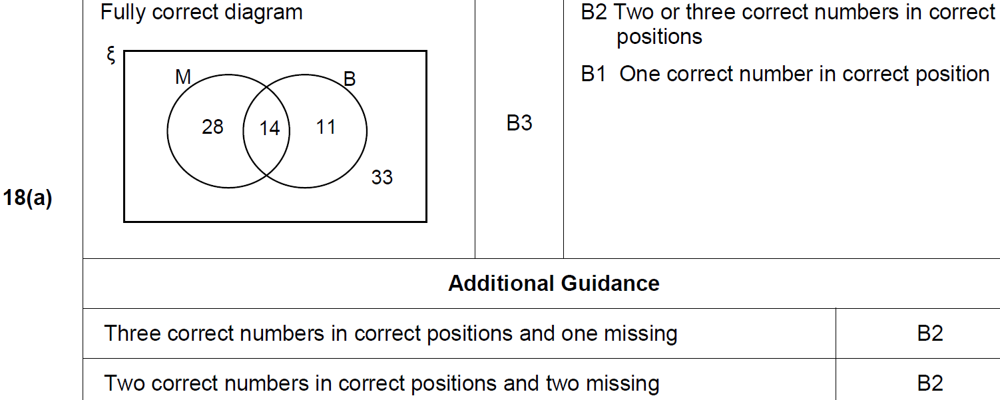 Fully correct diagram
ξ
M
B
28
14
11
33
18(a)
B3
B2 Two or three correct numbers in correct
positions
B1 One correct number in correct position
Additional Guidance
Three correct numbers in correct positions and one missing
B2
Two correct numbers in correct positions and two missing
B2